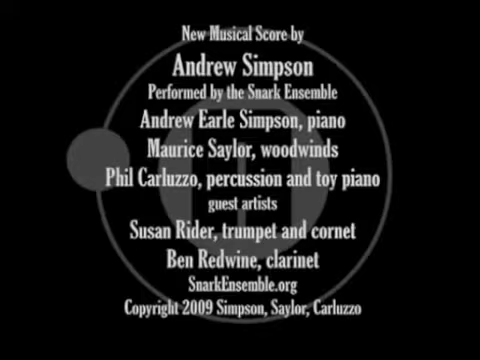 New Musical Score by
Andrew Simpson
Performed by the Snark Ensemble
Andrew Earle Simpson, piano
Maurice Saylor, woodwinds
Phil Carluzzo, percussion and toy piano
guest artists
Susan Rider, trumpet and cornet
Ben Redwine, clarinet
SnarkEnsemble.org
Copyright 2009 Simpson, Saylor, Carluzzo